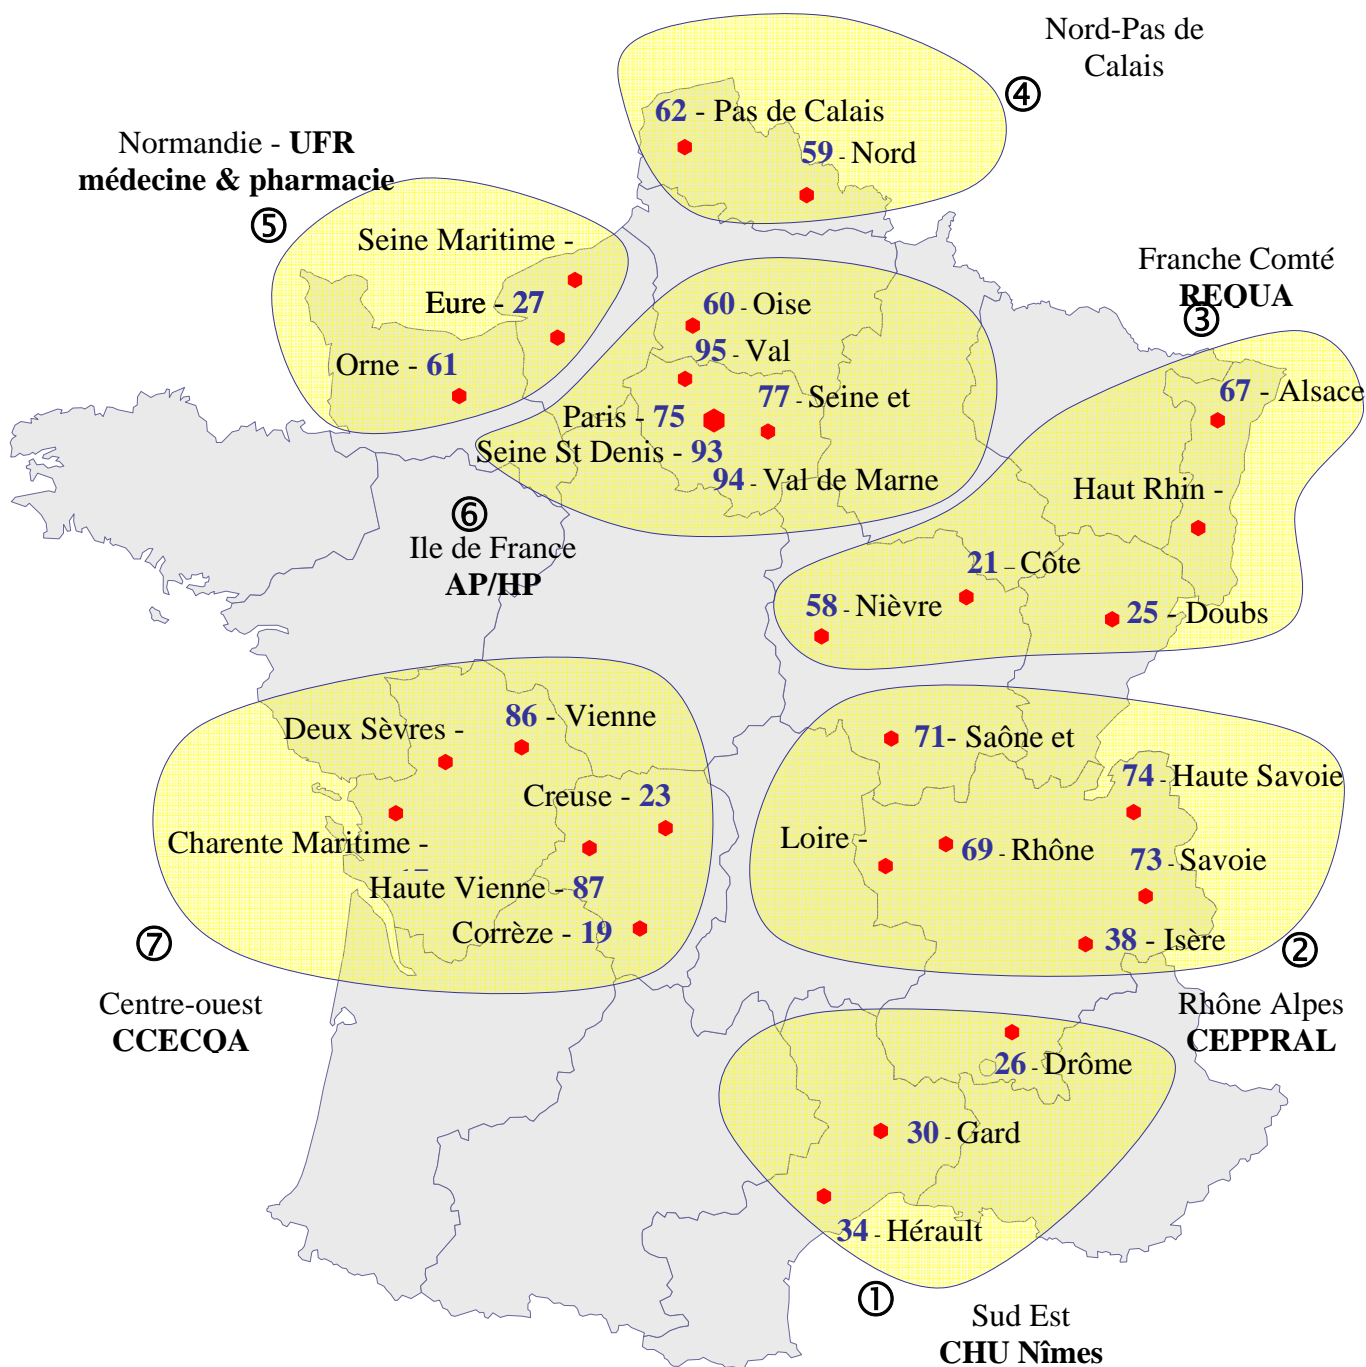 Nord-Pas de
Calais
④
62 - Pas de Calais
59 - Nord
Normandie - UFR
médecine & pharmacie
⑤
Seine Maritime -
Eure - 27
Orne - 61
Franche Comté
REQUA
③
60 - Oise
95 - Val
77 - Seine et
Paris - 75
Seine St Denis - 93
94 - Val de Marne
67 - Alsace
Haut Rhin -
⑥
Ile de France
AP/HP
21 - Côte
58 - Nièvre
25 - Doubs
86 - Vienne
Deux Sèvres -
Creuse - 23
Charente Maritime -
Haute Vienne - 87
Corrèze - 19
71- Saône et
74 - Haute Savoie
Loire -
69 - Rhône
73 - Savoie
38 - Isère
⑦
Centre-ouest
CCECQA
②
Rhône Alpes
CEPPRAL
26 - Drôme
30 - Gard
34 - Hérault
①
Sud Est
CHU Nîmes